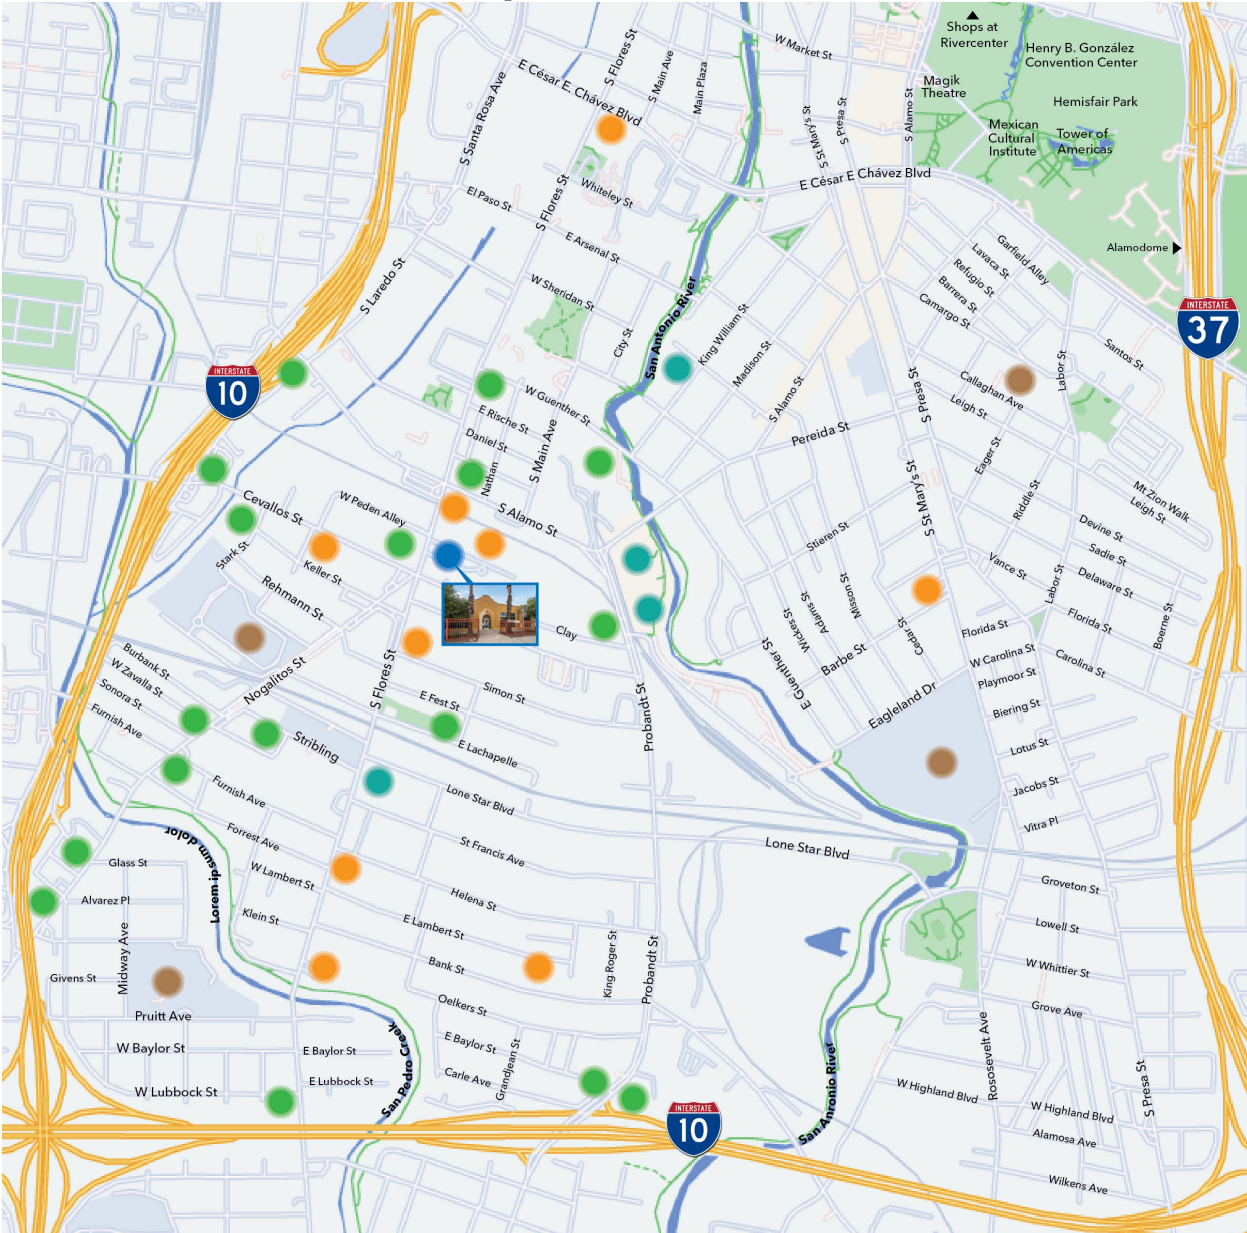 Shops at
Rivercenter
Henry B. González
Convention Center
Magik
Theatre
Hemisfair Park
Mexican
Cultural
Institute
Tower of
Americas
Alamodome
W Market St
S Flores St
S Main Ave
Main Plaza
E César E. Chávez Blvd
S Santa Rosa Ave
S St Mary's St
S Presa St
S Alamo St
E César E Chávez Blvd
El Paso St
S Flores St
Whiteley St
E Arsenal St
S Laredo St
W Sheridan St
City St
San Antonio River
King William St
Madison St
S Alamo St
Garfield Alley
Lavaca St
Refugio St
Barrera St
Camargo St
Santos St
Labor St
INTERSTATE
37
INTERSTATE
10
Callaghan Ave
Leigh St
S Presa St
Eager St
Pereida St
W Guenther St
E Rische St
Daniel St
Nathan
S Main Ave
S Alamo St
Cevallos St
W Peden Alley
Stark St
Keller St
Rehmann St
Mt Zion Walk
Leigh St
Riddle St
Devine St
Sadie St
Delaware St
S St Mary's St
Stieren St
Vance St
Labor St
Florida St
Boerne St
Misson St
Adams St
Wickes St
Cedar St
Florida St
Carolina St
W Carolina St
Playmoor St
Clay
Barbe St
E Guenther St
Eagleland Dr
Biering St
Lotus St
Jacobs St
Vitra Pl
Burbank St
W Zavalla St
Sonora St
Furnish Ave
Nogalitos St
S Flores St
E Fest St
Simon St
Probandt St
E Lachapelle
Stribling
Furnish Ave
Lone Star Blvd
Lone Star Blvd
Forrest Ave
St Francis Ave
Lorem ipsum dolor
Glass St
Alvarez Pl
W Lambert St
Helena St
Klein St
E Lambert St
Groveton St
Lowell St
W Whittier St
Grove Ave
Midway Ave
Givens St
Bank St
King Roger St
Probandt St
Pruitt Ave
Oelkers St
W Baylor St
E Baylor St
E Baylor St
San Pedro Creek
W Lubbock St
E Lubbock St
Carle Ave
Grandjean St
Rososevelt Ave
San Anronio River
W Highland Blvd
W Highland Blvd
S Presa St
Alamosa Ave
Wilkens Ave
INTERSTATE
10